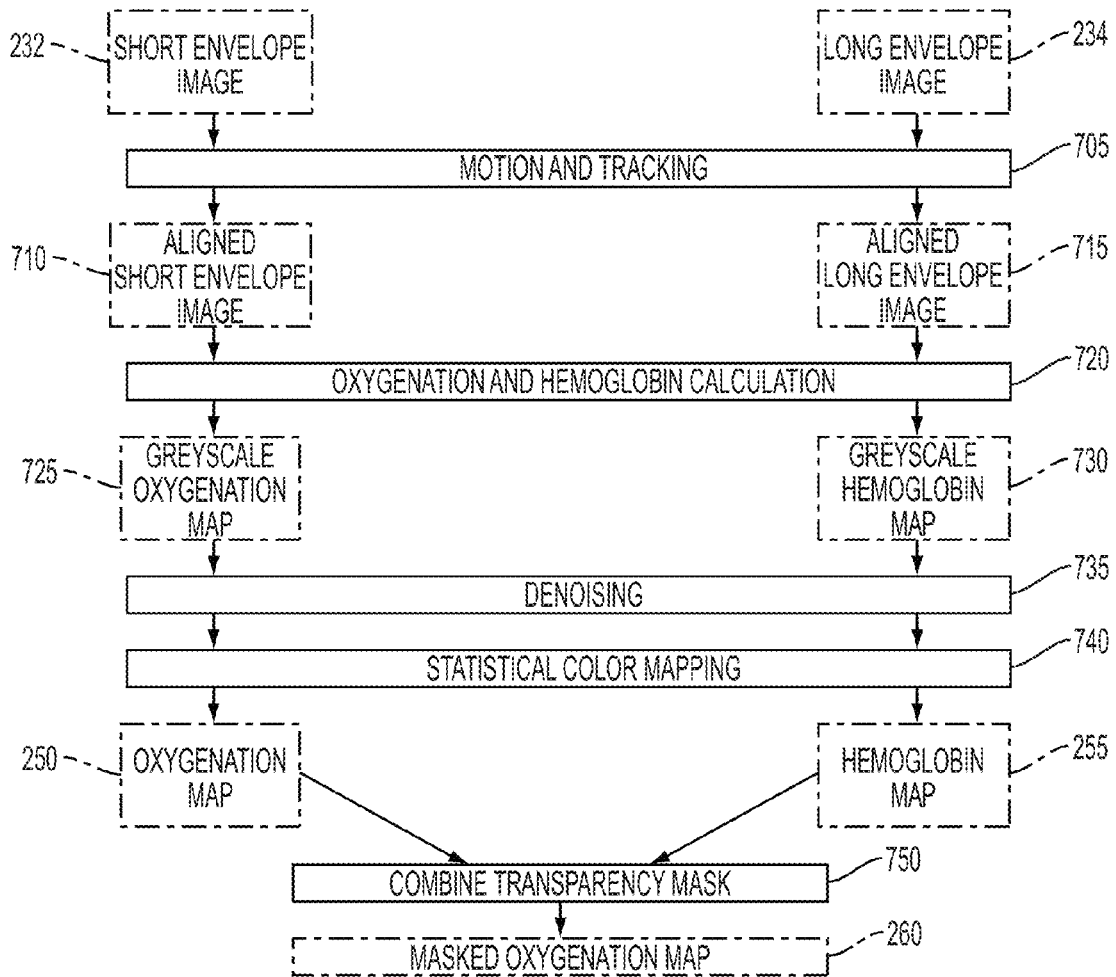 232
SHORT ENVELOPE
IMAGE
LONG ENVELOPE
IMAGE
234
MOTION AND TRACKING
705
710
ALIGNED
SHORT ENVELOPE
IMAGE
ALIGNED
LONG ENVELOPE
IMAGE
715
OXYGENATION AND HEMOGLOBIN CALCULATION
720
725
GREYSCALE
OXYGENATION
MAP
GREYSCALE
HEMOGLOBIN
MAP
730
DENOISING
735
STATISTICAL COLOR MAPPING
740
250
OXYGENATION
MAP
HEMOGLOBIN
MAP
255
COMBINE TRANSPARENCY MASK
750
MASKED OXYGENATION MAP
260